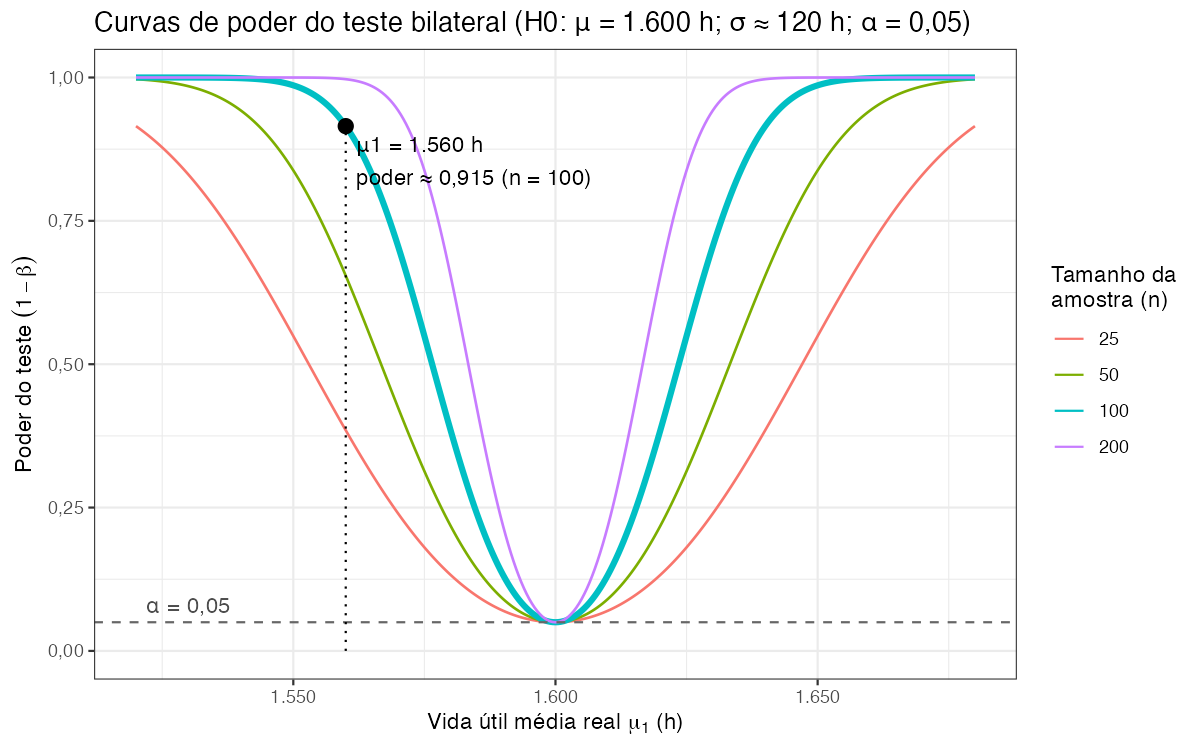 Curvas de poder do teste bilateral (H0: μ = 1.600 h; σ ≈ 120 h; α = 0,05)
1,00
0,75
0,50
0,25
0,00
Poder do teste (1 − β)
μ1 = 1.560 h
poder ≈ 0,915 (n = 100)
α = 0,05
1.550
1.600
1.650
Vida útil média real μ₁ (h)
Tamanho da
amostra (n)
25
50
100
200